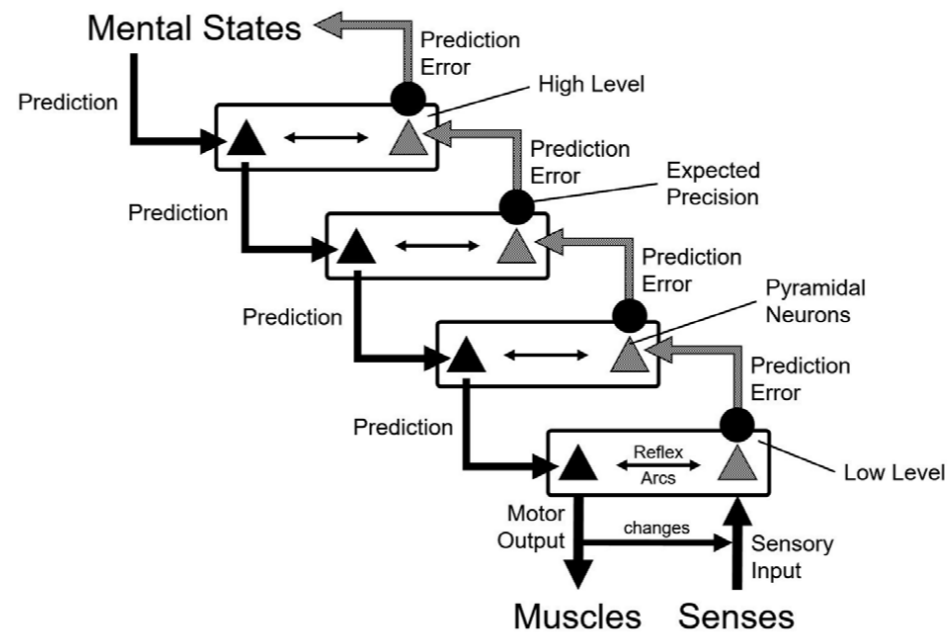 Mental States
Prediction
Error
High Level
Prediction
Prediction
Error
Expected
Precision
Prediction
Prediction
Error
Pyramidal
Neurons
Prediction
Prediction
Error
Prediction
Reflex
Arcs
Low Level
Motor
Output
changes
Sensory
Input
Muscles
Senses